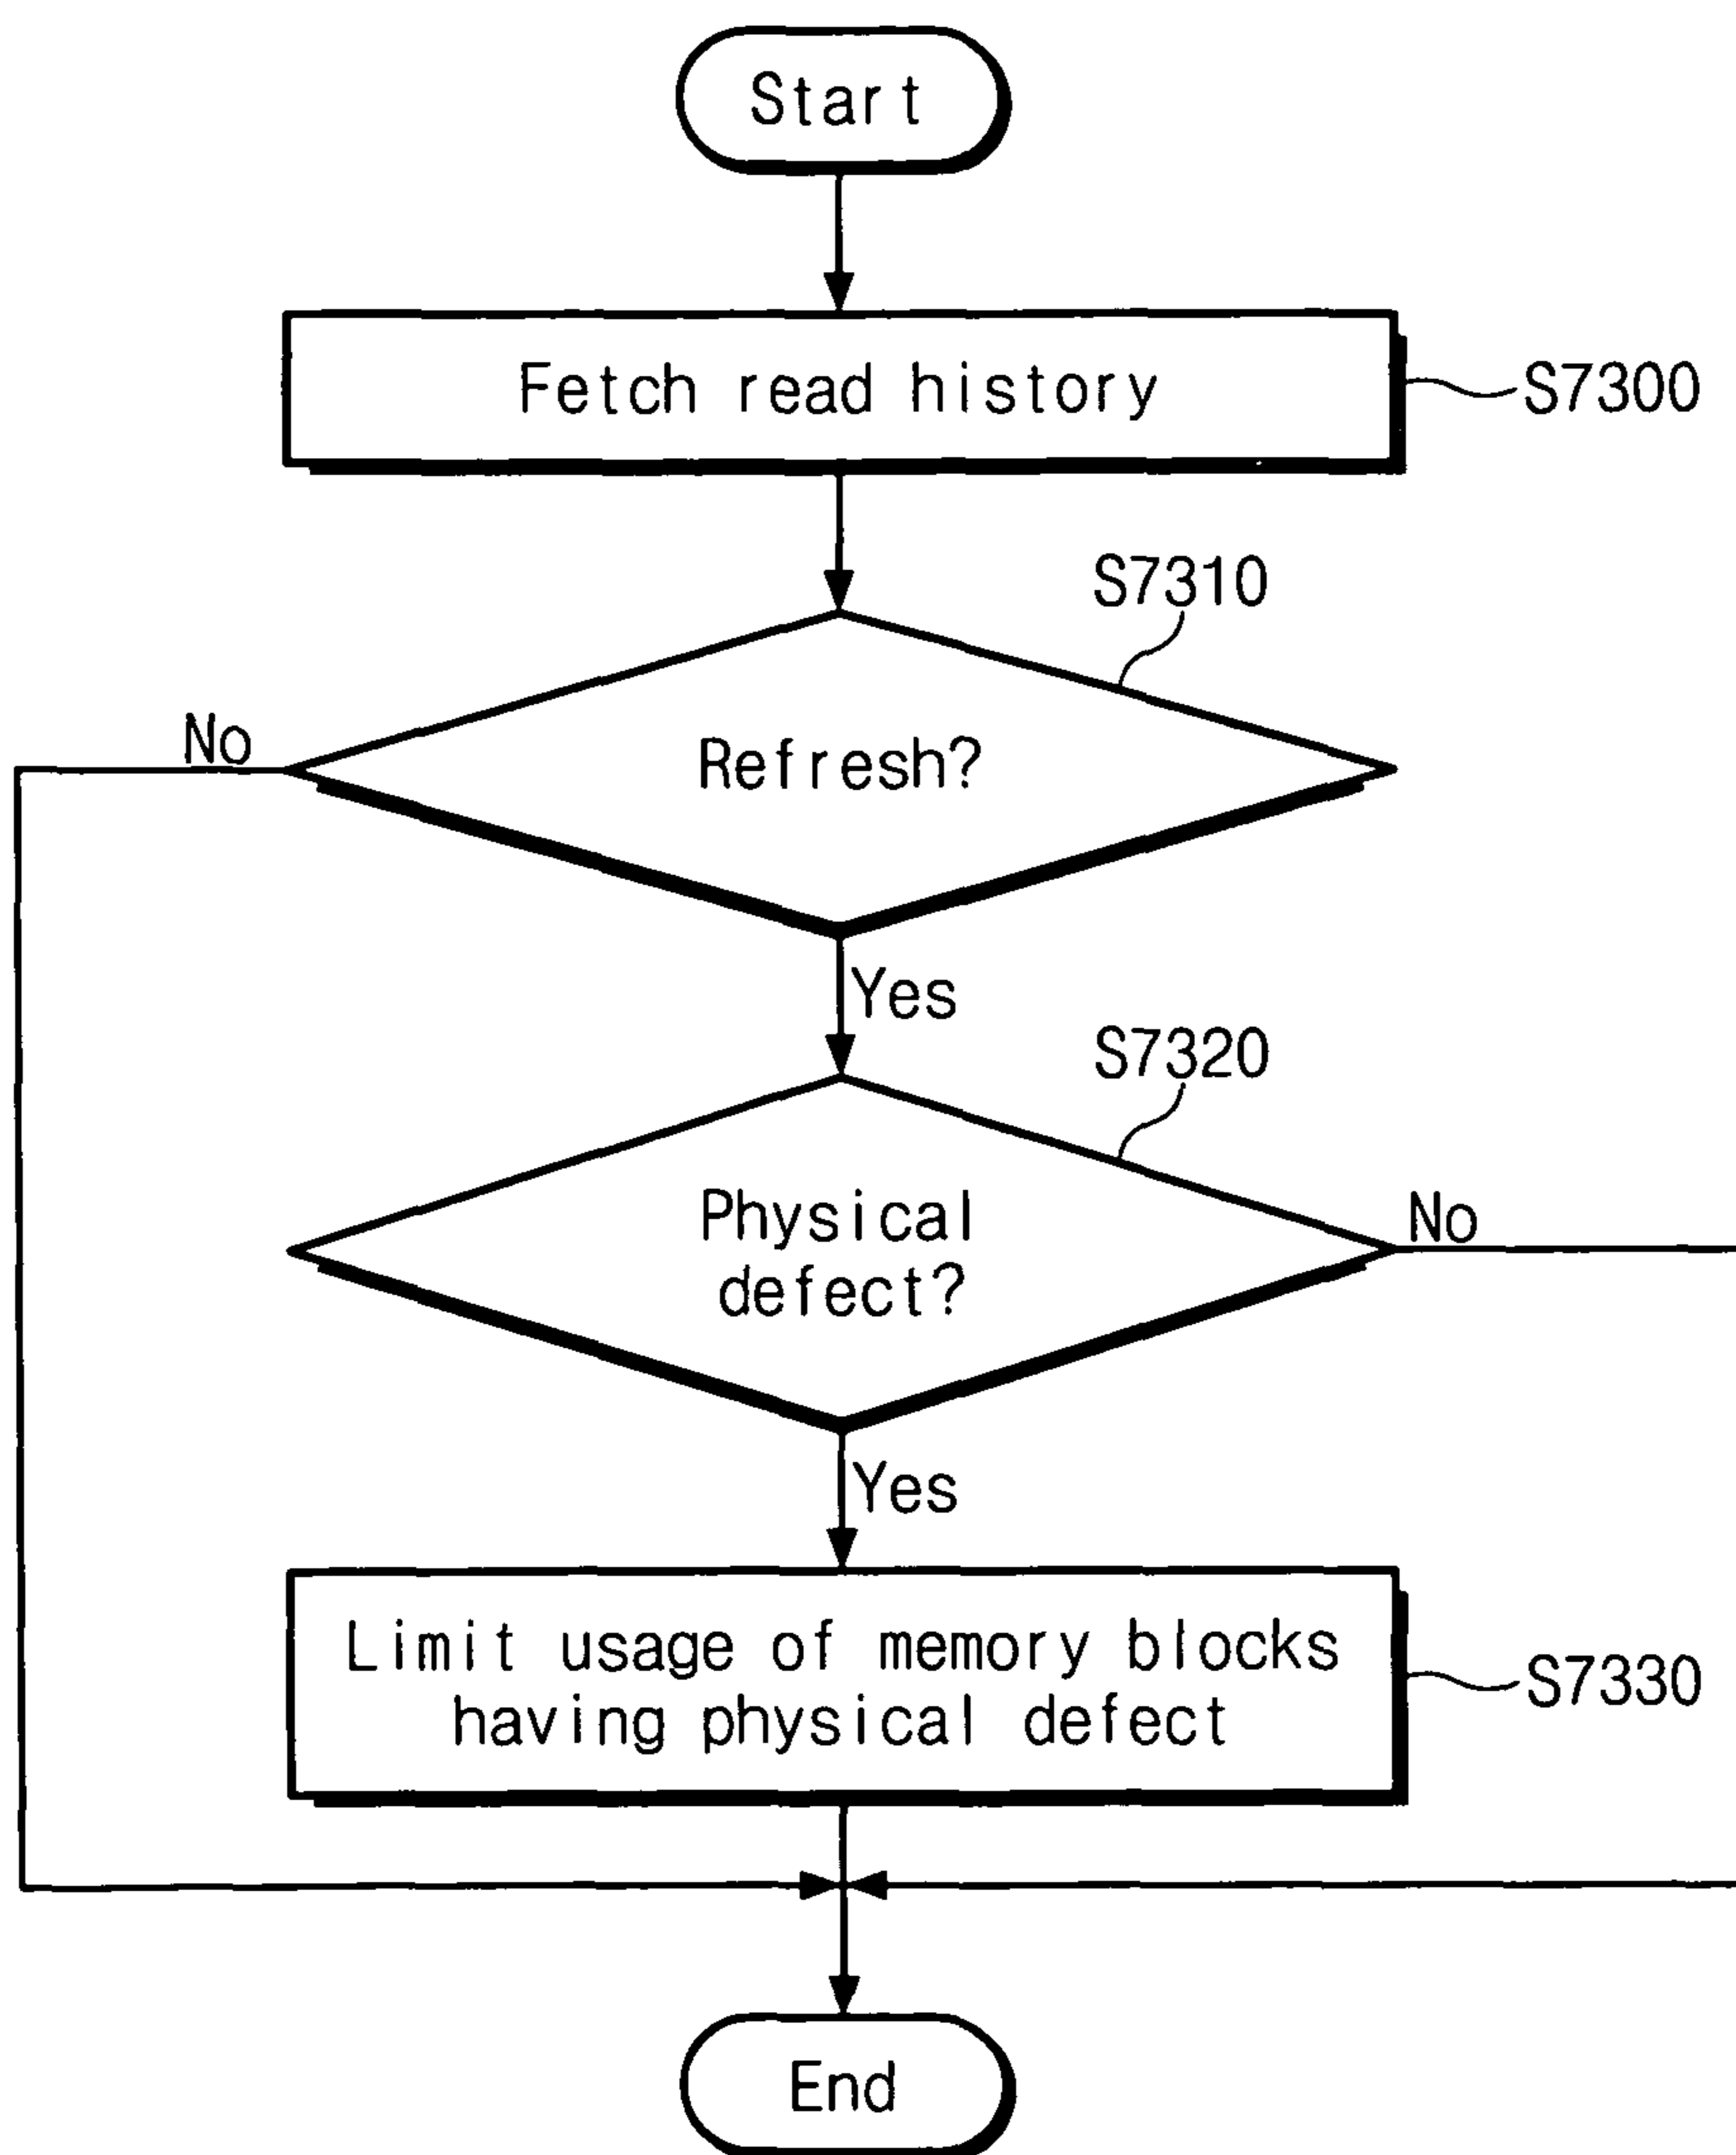 Start
Fetch read history
S7300
S7310
No
Refresh?
Yes
S7320
Physical
defect?
No
Yes
Limit usage of memory blocks
having physical defect
S7330
End